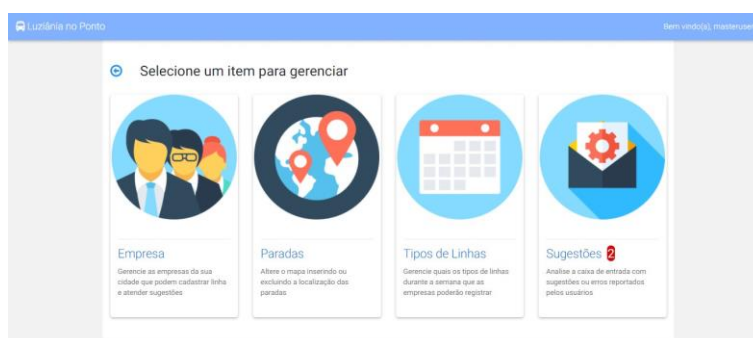 Luziânia no Ponto
Bem vindo(a), masteruser
Selecione um item para gerenciar
Empresa
Gerencie as empresas da sua
cidade que podem cadastrar linha
e atender sugestões
Paradas
Altere o mapa inserindo ou
excluindo a localização das
paradas
Tipos de Linhas
Gerencie quais os tipos de linhas
durante a semana que as
empresas poderão registrar
Sugestões 2
Analise a caixa de entrada com
sugestões ou erros reportados
pelos usuários